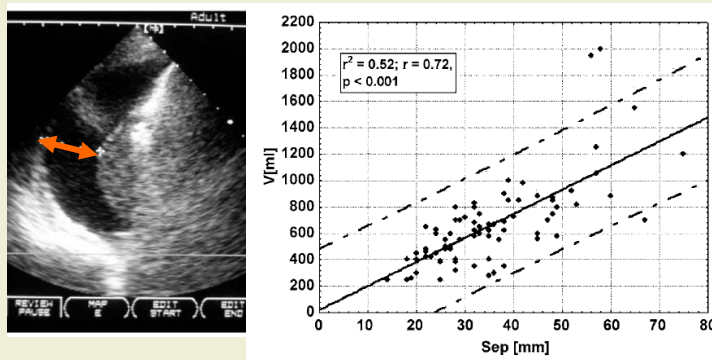 Adult
REVIEW
PAUSE
MAP
E
EDIT
START
EDIT
END
2200
2000
1800
1600
1400
1200
1000
800
600
400
200
0
V[ml]
r² = 0.52; r = 0.72,
p < 0.001
0 10 20 30 40 50 60 70 80
Sep [mm]